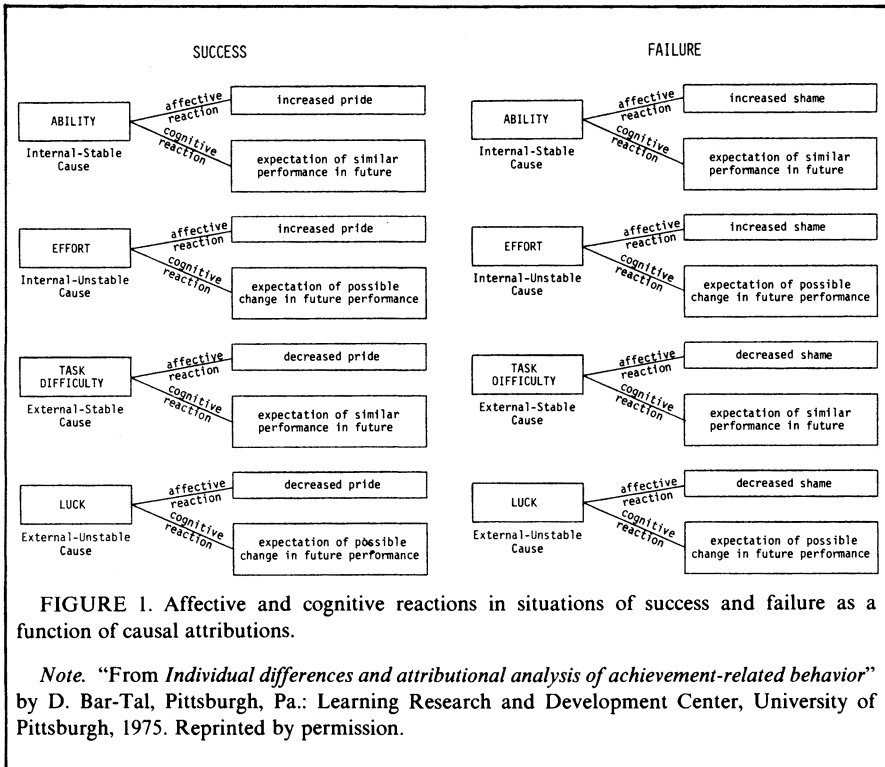 SUCCESS
ABILITY
Internal-Stable
Cause
affective
reaction
increased pride
cognitive
reaction
expectation of similar
performance in future
EFFORT
Internal-Unstable
Cause
affective
reaction
increased pride
cognitive
reaction
expectation of possible
change in future performance
TASK
DIFFICULTY
External-Stable
Cause
affective
reaction
decreased pride
cognitive
reaction
expectation of similar
performance in future
LUCK
External-Unstable
Cause
affective
reaction
decreased pride
cognitive
reaction
expectation of possible
change in future performance
FAILURE
ABILITY
Internal-Stable
Cause
affective
reaction
increased shame
cognitive
reaction
expectation of similar
performance in future
EFFORT
Internal-Unstable
Cause
affective
reaction
increased shame
cognitive
reaction
expectation of possible
change in future performance
TASK
OIFFICULTY
External-Stable
Cause
affective
reaction
decreased shame
cognitive
reaction
expectation of similar
performance in future
LUCK
External-Unstable
Cause
affective
reaction
decreased shame
cognitive
reaction
expectation of possible
change in future performance
FIGURE 1. Affective and cognitive reactions in situations of success and failure as a
function of causal attributions.
Note. "From Individual differences and attributional analysis of achievement-related behavior"
by D. Bar-Tal, Pittsburgh, Pa.: Learning Research and Development Center, University of
Pittsburgh, 1975. Reprinted by permission.